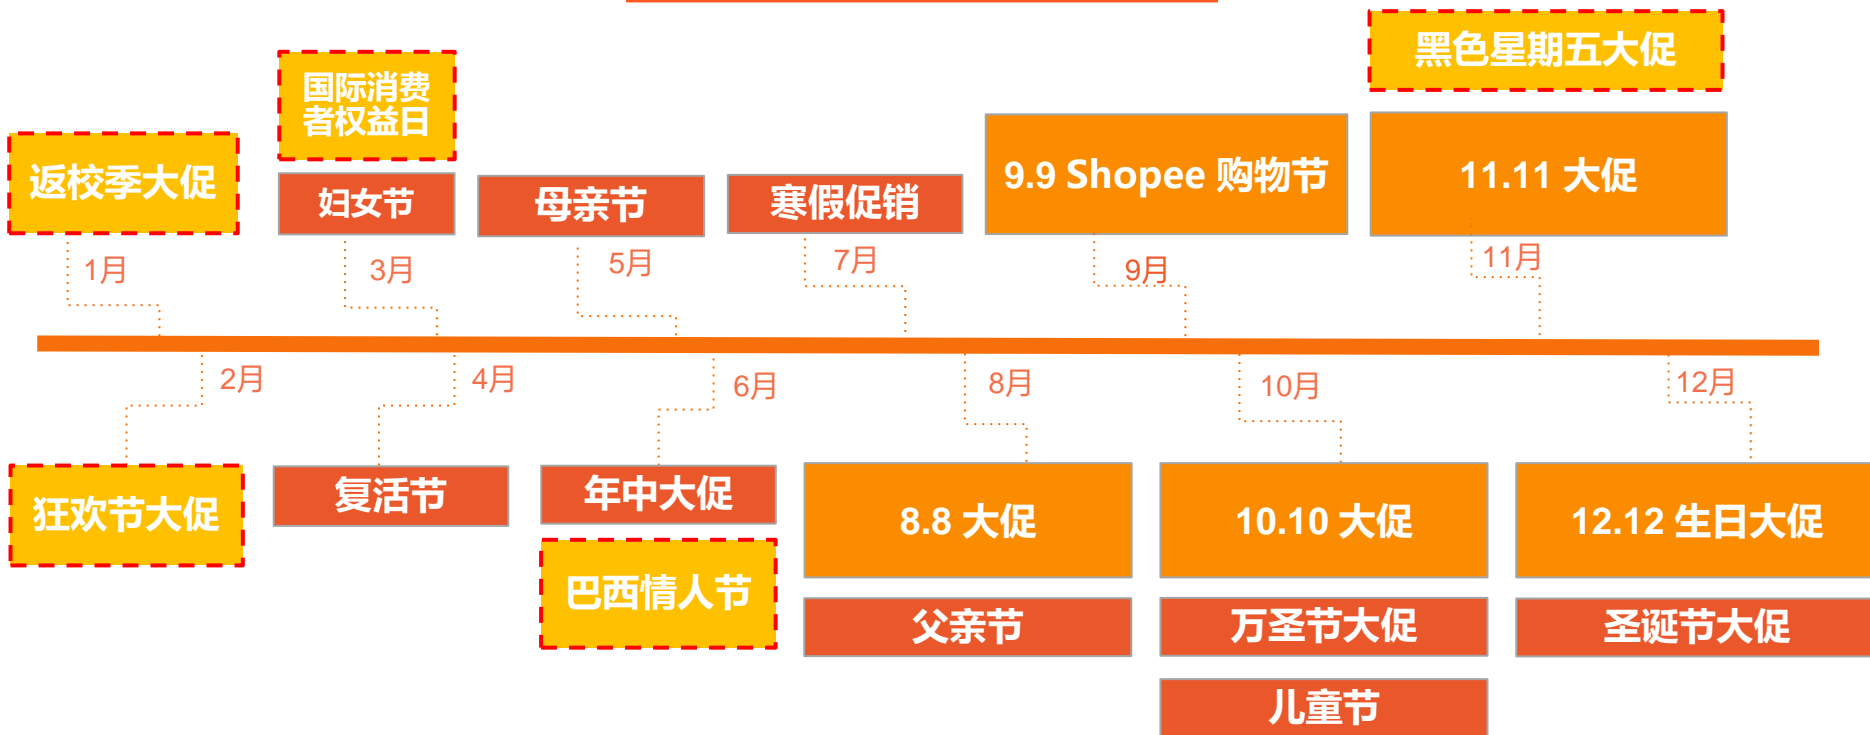 黑色星期五大促
国际消费
者权益日
返校季大促
妇女节
母亲节
寒假促销
9.9 Shopee 购物节
11.11 大促
1月
3月
5月
7月
9月
11月
2月
4月
6月
8月
10月
12月
狂欢节大促
复活节
年中大促
巴西情人节
8.8 大促
父亲节
10.10 大促
万圣节大促
儿童节
12.12 生日大促
圣诞节大促